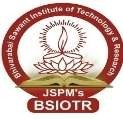 Bhivarabai Sawant Institute of Technology & Research
JSPM's
BSIOTR